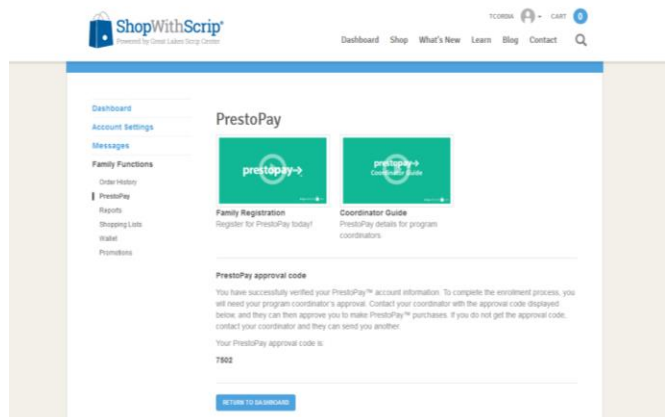 ShopWithScrip
Powered by Great Lakes Scrip Center
TCORDIA
CART
0
Dashboard Shop What's New Learn Blog Contact
Dashboard
Account Settings
Messages
Family Functions
Order History
PrestoPay
Reports
Shopping Lists
Wallet
Promotions
PrestoPay
prestopay
prestopay
Coordinator Guide
Family Registration
Register for PrestoPay today!
Coordinator Guide
PrestoPay details for program
coordinators.
PrestoPay approval code
You have successfully verified your PrestoPay™ account information. To complete the enrollment process, you
will need your program coordinator's approval. Contact your coordinator with the approval code displayed
below, and they can then approve you to make PrestoPay™ purchases. If you do not get the approval code,
contact your coordinator and they can send you another.
Your PrestoPay approval code is:
7502
RETURN TO DASHBOARD